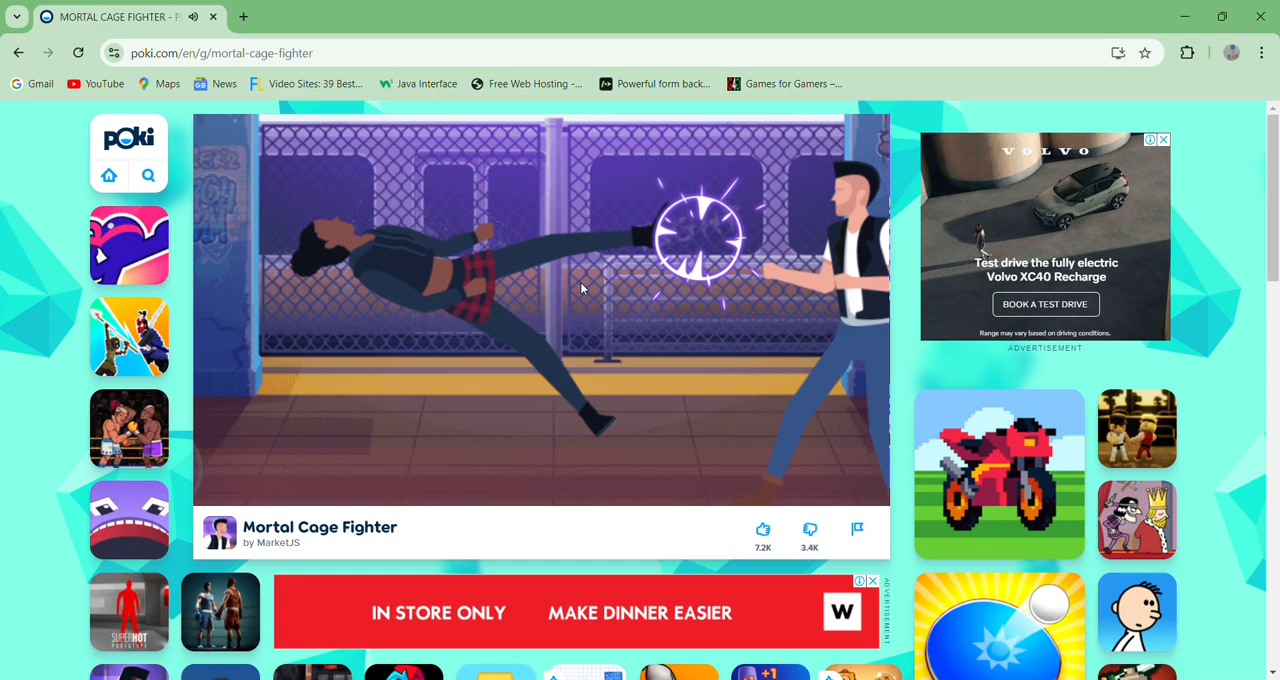 MORTAL CAGE FIGHTER - P
poki.com/en/g/mortal-cage-fighter
Gmail
YouTube
Maps
News
Video Sites: 39 Best...
Java Interface
Free Web Hosting -...
Powerful form back...
Games for Gamers –...
poki
VOLVO
Test drive the fully electric
Volvo XC40 Recharge
BOOK A TEST DRIVE
Range may vary based on driving conditions.
ADVERTISEMENT
Mortal Cage Fighter
by MarketJS
7.2K
3.4K
IN STORE ONLY
MAKE DINNER EASIER
W
ADVERTISEMENT
SUPERHOT
PROTOTYPE
+1